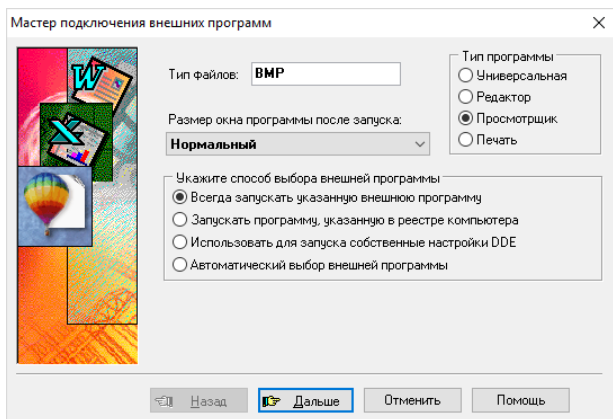 Мастер подключения внешних программ
Тип файлов: BMP
Размер окна программы после запуска:
Нормальный
Тип программы
Универсальная
Редактор
Просмотрщик
Печать
Укажите способ выбора внешней программы
Всегда запускать указанную внешнюю программу
Запускать программу, указанную в реестре компьютера
Использовать для запуска собственные настройки DDE
Автоматический выбор внешней программы
W
X
Назад Дальше Отменить Помощь